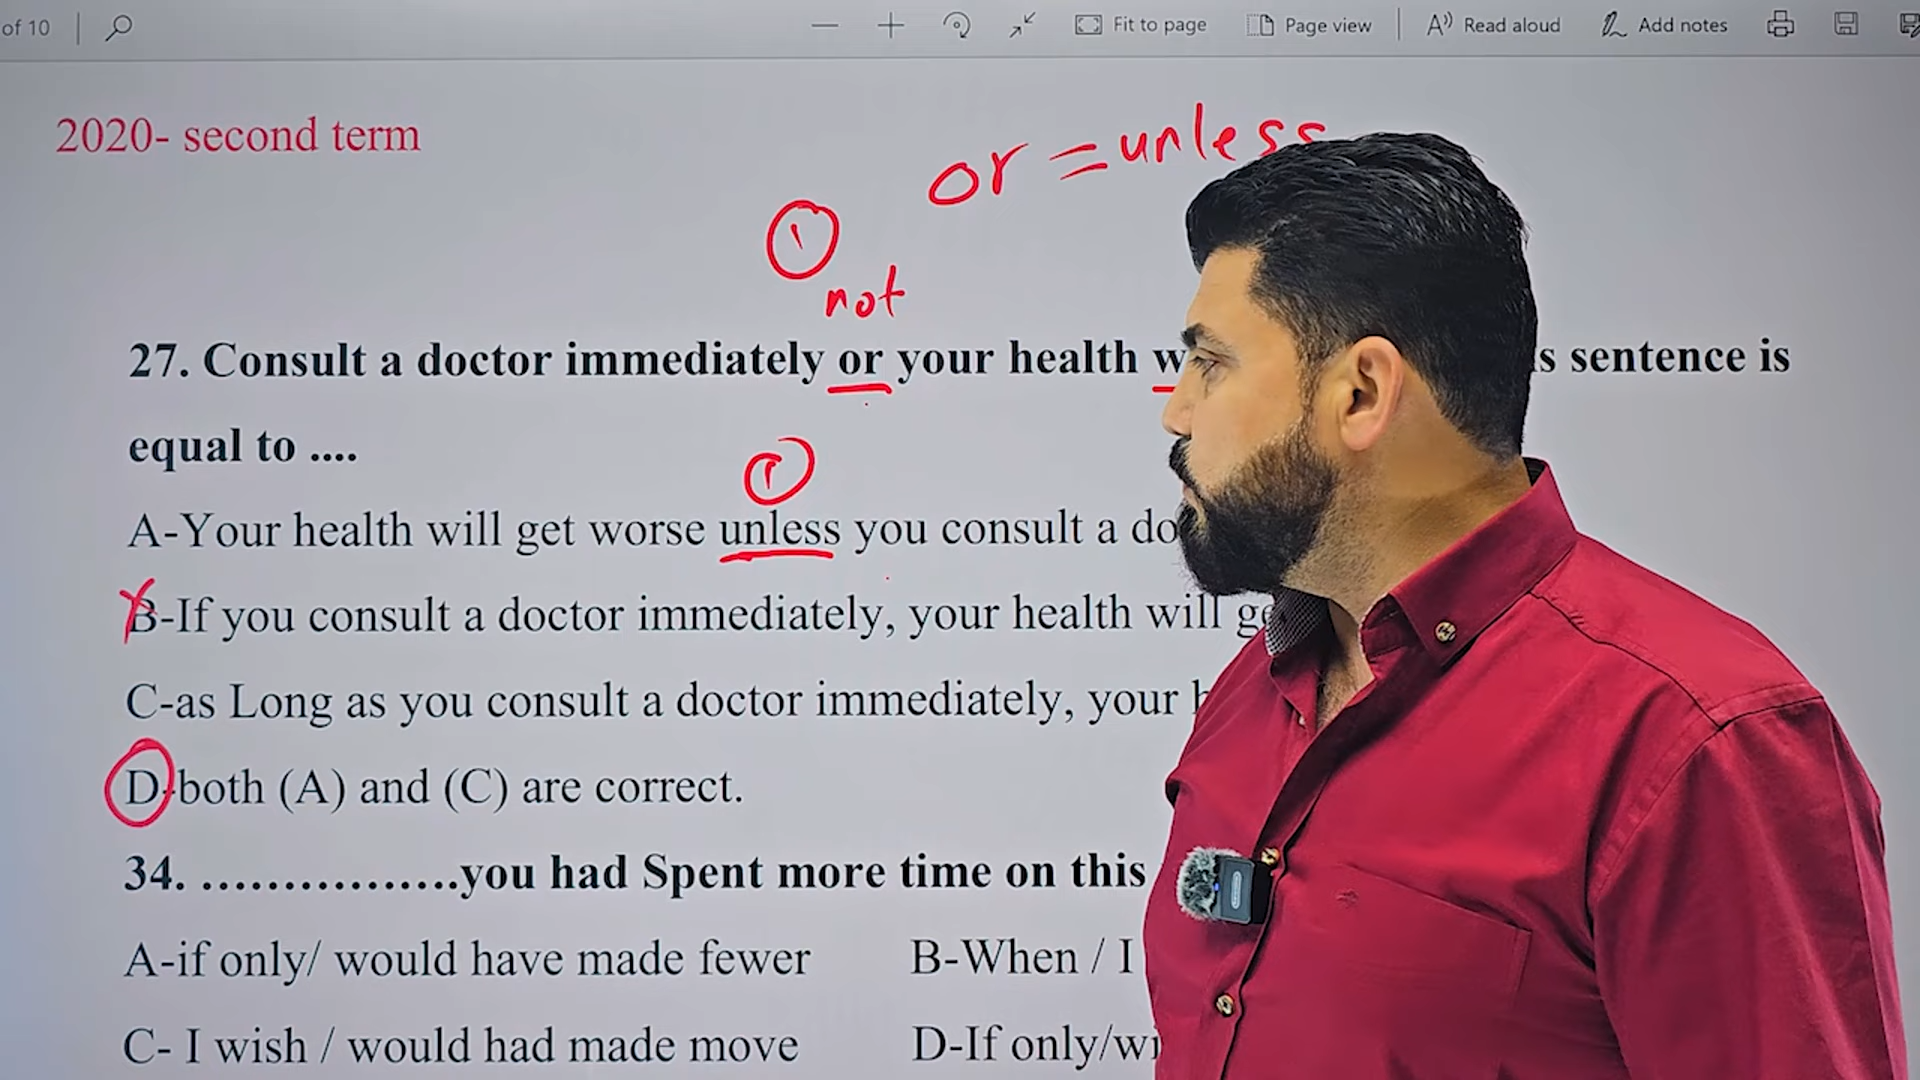 of 10
Fit to page
Page view
Read aloud
Add notes
2020- second term
or = unless
1
not
27. Consult a doctor immediately or your health sentence is
equal to ....
1
A-Your health will get worse unless you consult a
B-If you consult a doctor immediately, your health will
C-as Long as you consult a doctor immediately, your
D-both (A) and (C) are correct.
34. ................you had Spent more time on this
A-if only/ would have made fewer
B-When / I
C- I wish / would had made move
D-If only/